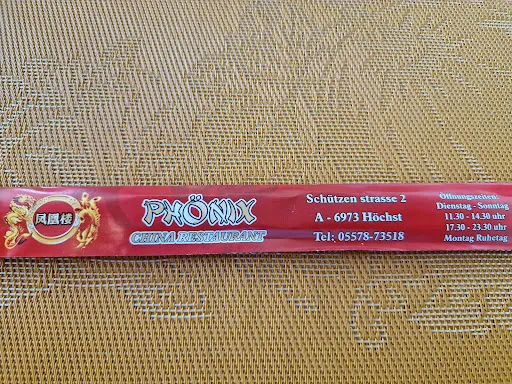 凤凰楼
PHÖNIX
CHINA RESTAURANT
Schützen strasse 2
A - 6973 Höchst
Tel: 05578-73518
Öffnungszeiten:
Dienstag - Sonntag
11.30 - 14.30 uhr
17.30 - 23.30 uhr
Montag Ruhetag